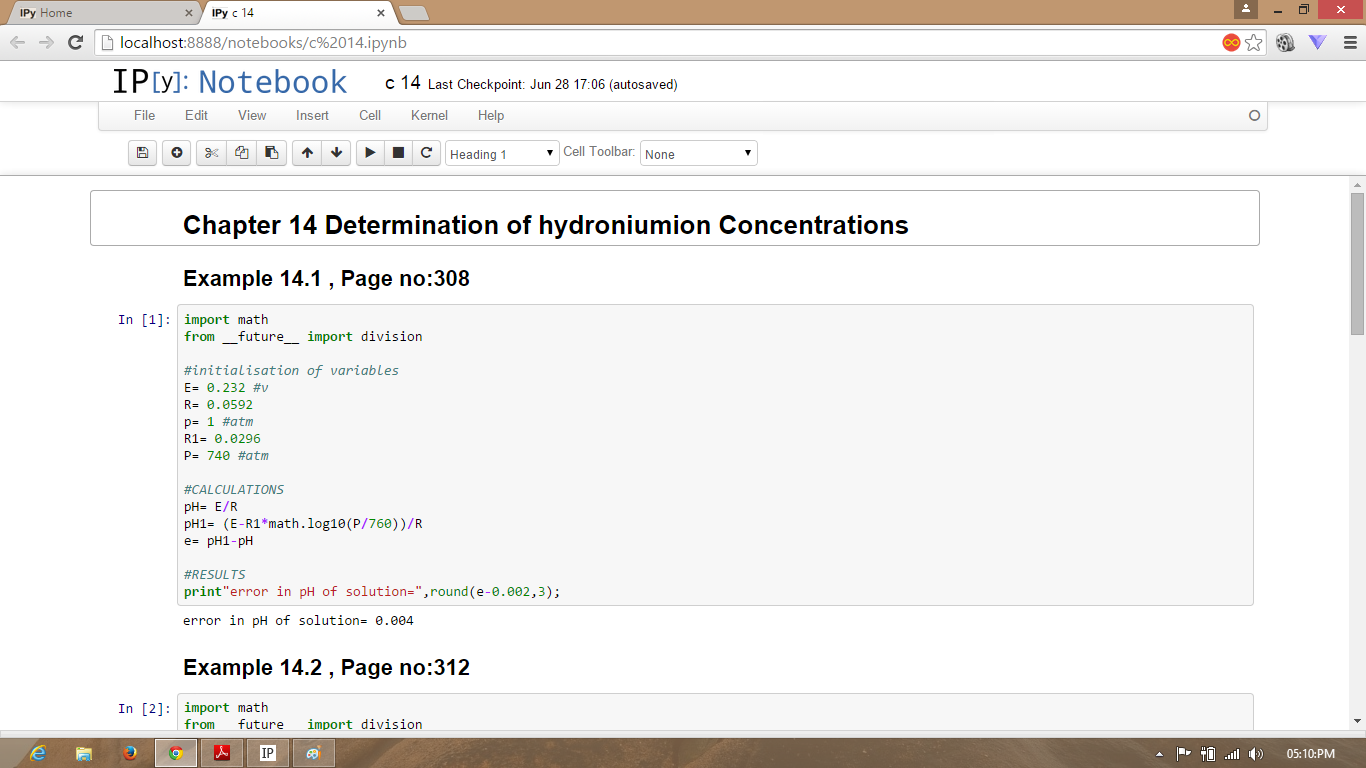 IPy Home
IPy c 14
localhost:8888/notebooks/c%2014.ipynb
IP[y]: Notebook c 14 Last Checkpoint: Jun 28 17:06 (autosaved)
File Edit View Insert Cell Kernel Help
Heading 1 Cell Toolbar: None
Chapter 14 Determination of hydroniumion Concentrations
Example 14.1 , Page no:308
In [1]: import math
from __future__ import division
#initialisation of variables
E= 0.232 #v
R= 0.0592
p= 1 #atm
R1= 0.0296
P= 740 #atm
#CALCULATIONS
pH= E/R
pH1= (E-R1*math.log10(P/760))/R
e= pH1-pH
#RESULTS
print"error in pH of solution=",round(e-0.002,3);
error in pH of solution= 0.004
Example 14.2 , Page no:312
In [2]: import math
from __future__ import division
IP
05:10:PM